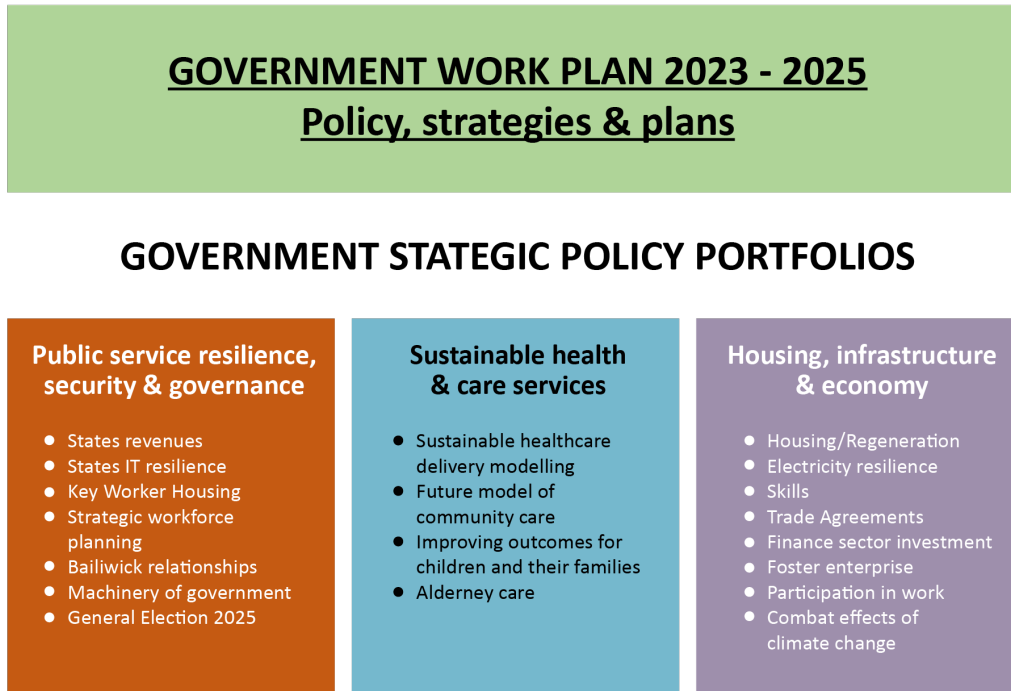 GOVERNMENT WORK PLAN 2023 - 2025
Policy, strategies & plans
GOVERNMENT STATEGIC POLICY PORTFOLIOS
Public service resilience,
security & governance
● States revenues
● States IT resilience
● Key Worker Housing
● Strategic workforce
planning
● Bailiwick relationships
● Machinery of government
● General Election 2025
Sustainable health
& care services
● Sustainable healthcare
delivery modelling
● Future model of
community care
● Improving outcomes for
children and their families
● Alderney care
Housing, infrastructure
& economy
● Housing/Regeneration
● Electricity resilience
● Skills
● Trade Agreements
● Finance sector investment
● Foster enterprise
● Participation in work
● Combat effects of
climate change